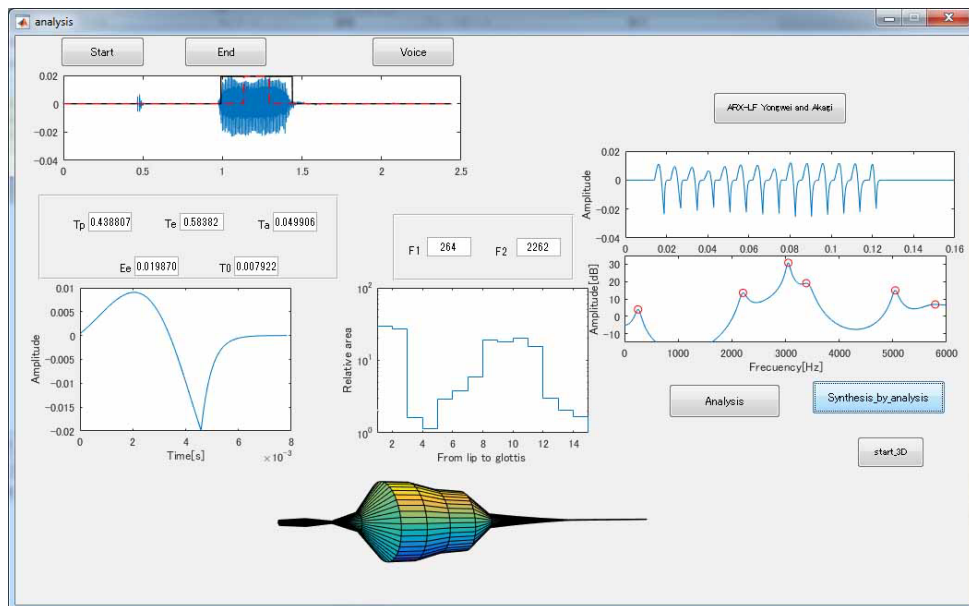 analysis
Start
End
Voice
0.02
0
-0.02
-0.04
0
0.5
1
1.5
2
2.5
Tp 0.438807
Te 0.58382
Ta 0.049906
Ee 0.019870
T0 0.007922
F1 264
F2 2262
ARX-LF Yongwei and Akagi
Amplitude
0.02
0
-0.02
-0.04
0
0.02
0.04
0.06
0.08
0.1
0.12
0.14
0.16
Amplitude[dB]
30
20
10
0
-10
0
1000
2000
3000
4000
5000
6000
Frecuency[Hz]
Amplitude
0.01
0.005
0
-0.005
-0.01
-0.015
-0.02
0
2
4
6
8
Time[s]
×10-3
Relative area
10²
10¹
10⁰
2
4
6
8
10
12
14
From lip to glottis
Analysis
Synthesis_by_analysis
start_3D